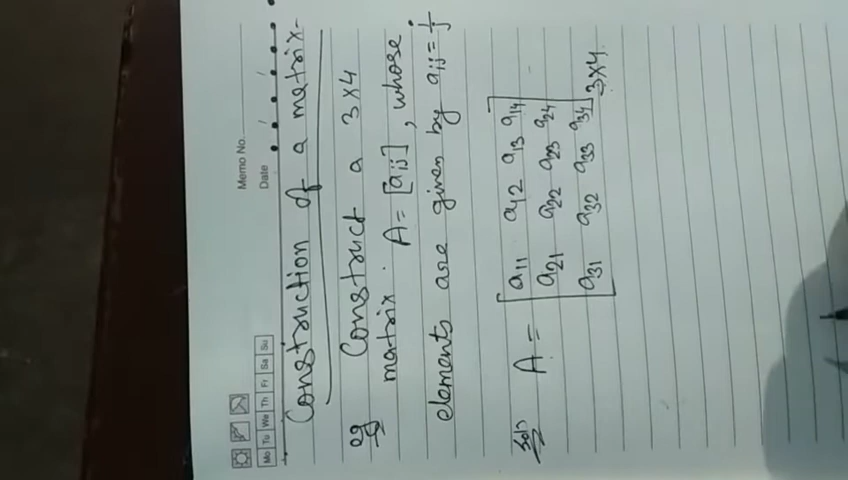 Memo No.
Date / /
Mo Tu We Th Fr Sa Su
Construction of a matrix-
eg Construct a 3×4
matrix. A = [aij], whose
elements are given by aij = i/j
Soln
A = [a11 a12 a13 a14
a21 a22 a23 a24
a31 a32 a33 a34] 3×4